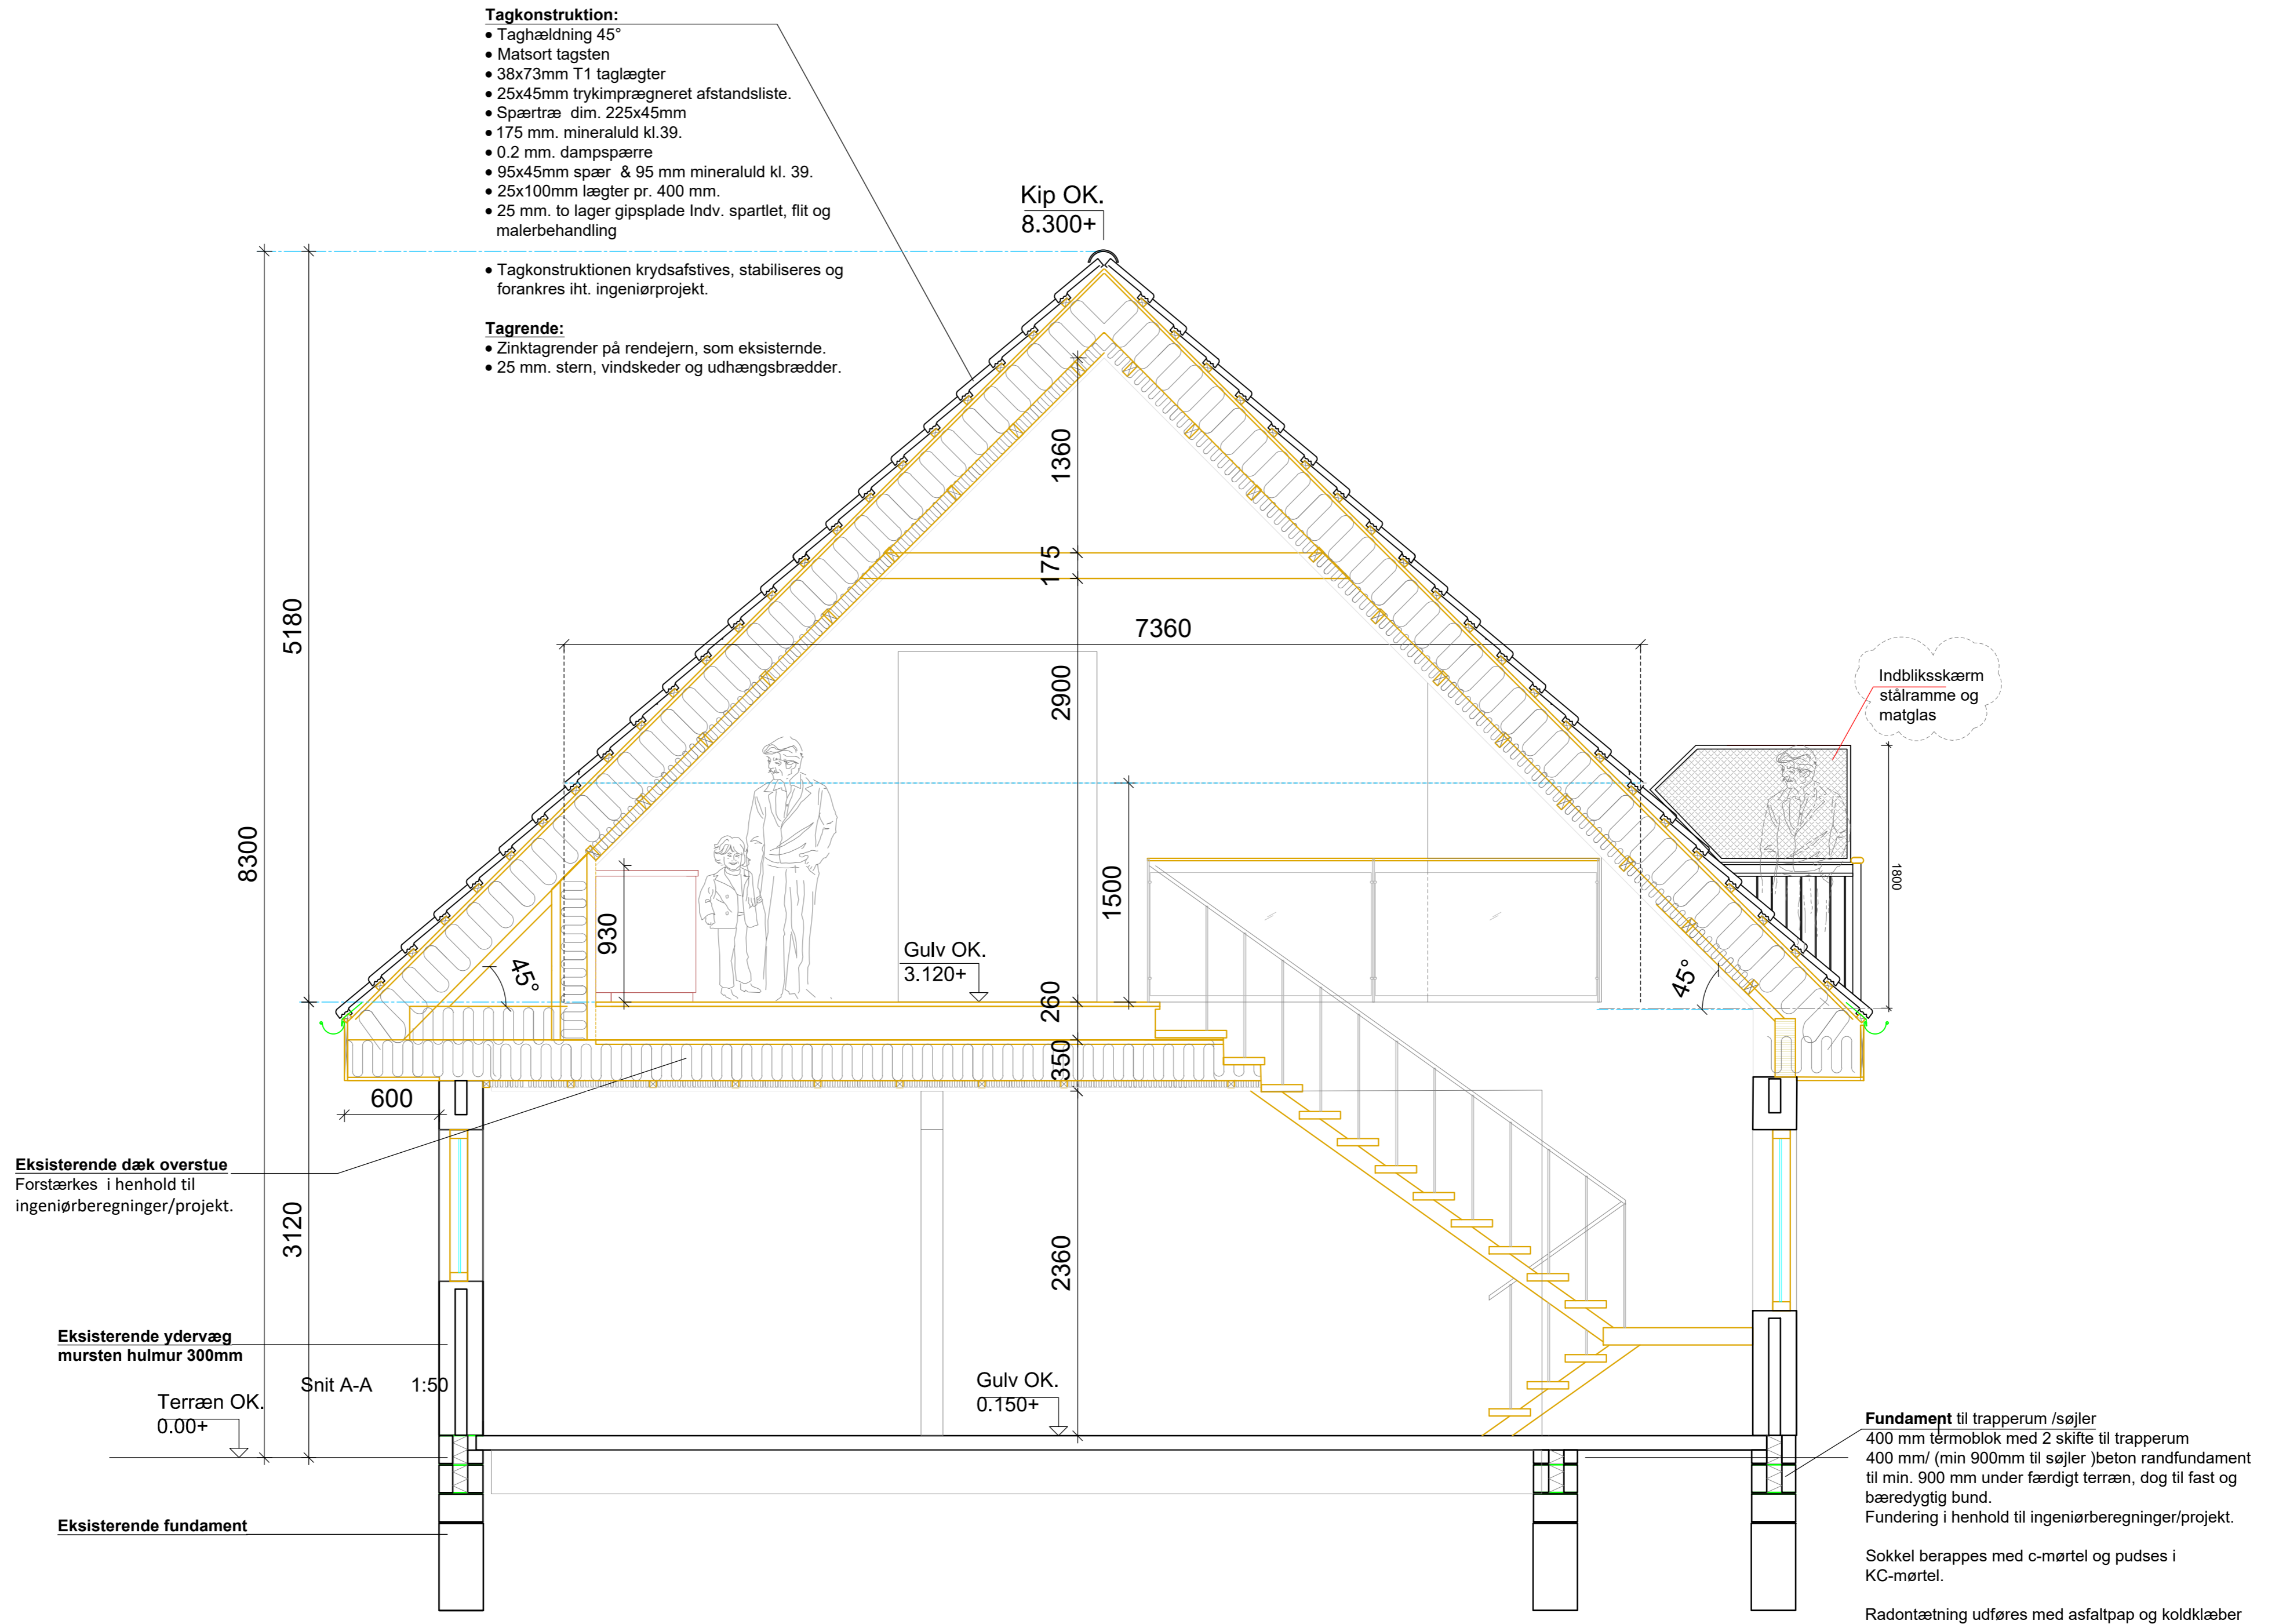 Tagkonstruktion:
• Taghældning 45°
• Matsort tagsten
• 38x73mm T1 taglægter
• 25x45mm trykimprægneret afstandsliste.
• Spærtræ dim. 225x45mm
• 175 mm. mineraluld kl.39.
• 0.2 mm. dampspærre
• 95x45mm spær & 95 mm mineraluld kl. 39.
• 25x100mm lægter pr. 400 mm.
• 25 mm. to lager gipsplade Indv. spartlet, flit og
malerbehandling
• Tagkonstruktionen krydsafstives, stabiliseres og
forankres iht. ingeniørprojekt.
Tagrende:
• Zinktagrender på rendejern, som eksisternde.
• 25 mm. stern, vindskeder og udhængsbrædder.
Kip OK.
8.300+
1360
175
5180
7360
2900
Indbliksskærm
stålramme og
matglas
8300
1800
1500
930
Gulv OK.
3.120+
45°
45°
260
350
600
Eksisterende dæk overstue
Forstærkes i henhold til
ingeniørberegninger/projekt.
3120
2360
Eksisterende ydervæg
mursten hulmur 300mm
Snit A-A 1:50
Terræn OK.
0.00+
Gulv OK.
0.150+
Eksisterende fundament
Fundament til trapperum /søjler
400 mm termoblok med 2 skifte til trapperum
400 mm/ (min 900mm til søjler )beton randfundament
til min. 900 mm under færdigt terræn, dog til fast og
bæredygtig bund.
Fundering i henhold til ingeniørberegninger/projekt.
Sokkel berappes med c-mørtel og pudses i
KC-mørtel.
Radontætning udføres med asfaltpap og koldklæber